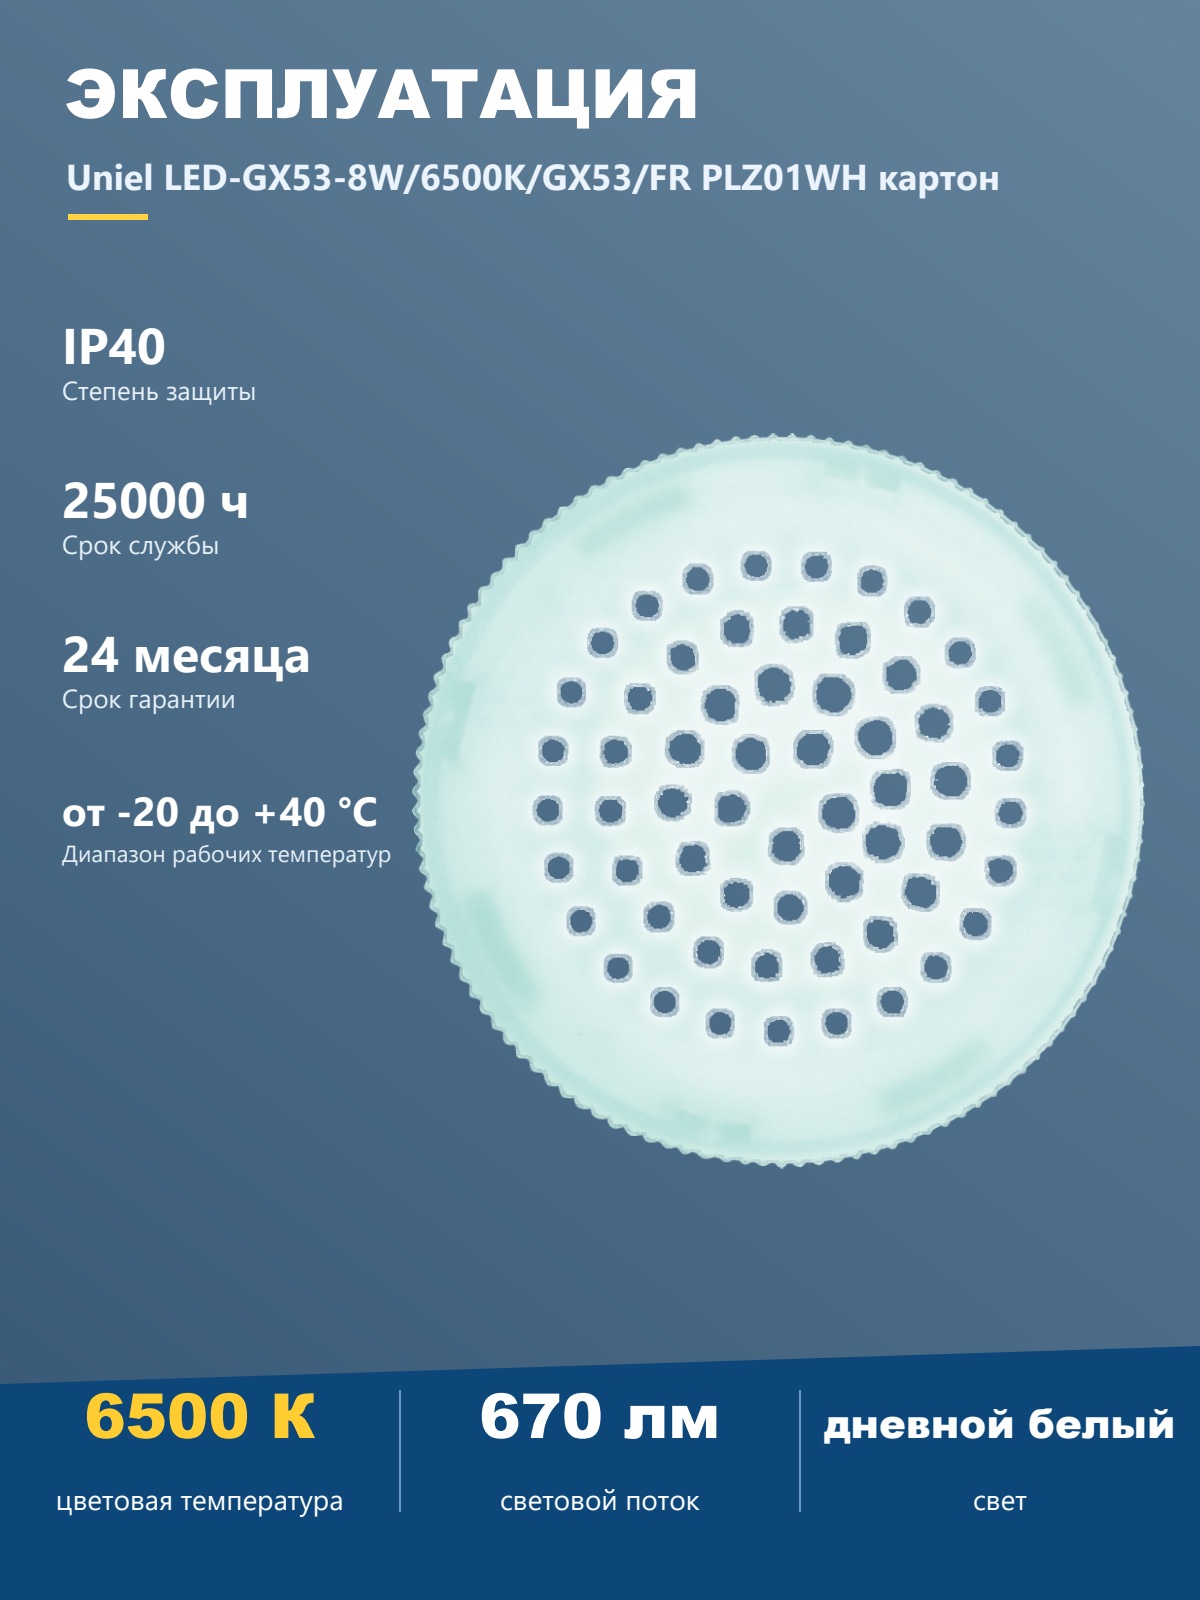 ЭКСПЛУАТАЦИЯ
Uniel LED-GX53-8W/6500K/GX53/FR PLZ01WH картон
IP40
Степень защиты
25000 ч
Срок службы
24 месяца
Срок гарантии
от -20 до +40 °C
Диапазон рабочих температур
6500 К
цветовая температура
670 лм
световой поток
дневной белый
свет